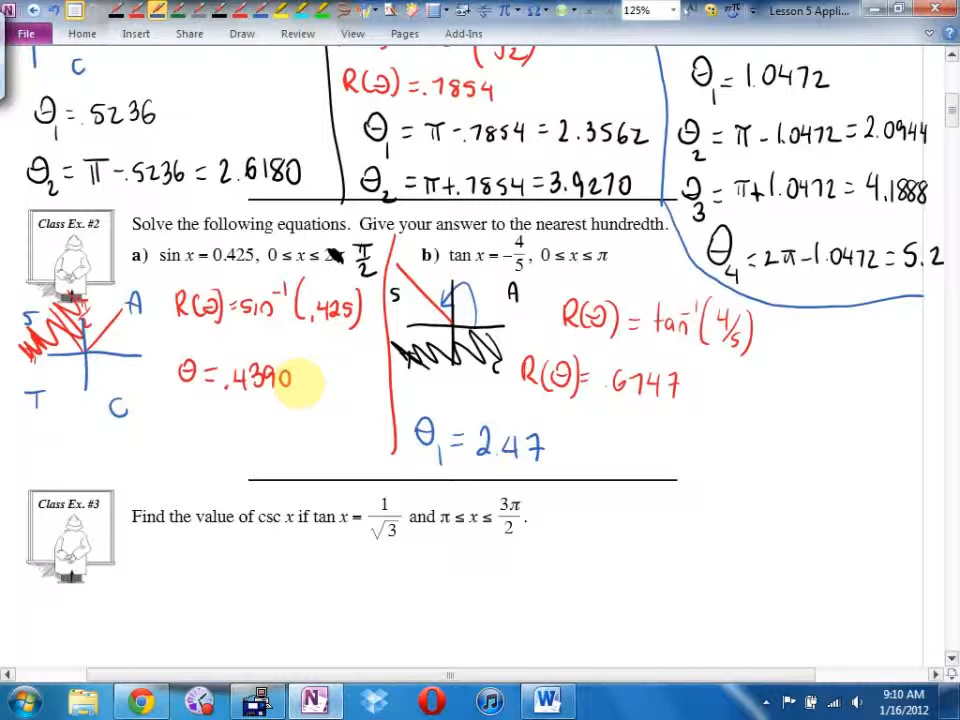 125%
Lesson 5 Appli...
File Home Insert Share Draw Review View Pages Add-Ins
C
θ₁ = .5236
θ₂ = π - .5236 = 2.6180
R(θ) = .7854
θ₁ = π - .7854 = 2.3562
θ₂ = π + .7854 = 3.9270
θ₁ = 1.0472
θ₂ = π - 1.0472 = 2.0944
θ₃ = π + 1.0472 = 4.1888
θ₄ = 2π - 1.0472 = 5.2
Class Ex. #2
Solve the following equations. Give your answer to the nearest hundredth.
a) sin x = 0.425, 0 ≤ x ≤ π/2
S A
T C
R(θ) = sin⁻¹(.425)
θ = .4390
b) tan x = -4/5, 0 ≤ x ≤ π
S A
C
R(θ) = tan⁻¹(4/5)
R(θ) = .6747
θ₁ = 2.47
Class Ex. #3
Find the value of csc x if tan x = 1/√3 and π ≤ x ≤ 3π/2.
9:10 AM
1/16/2012